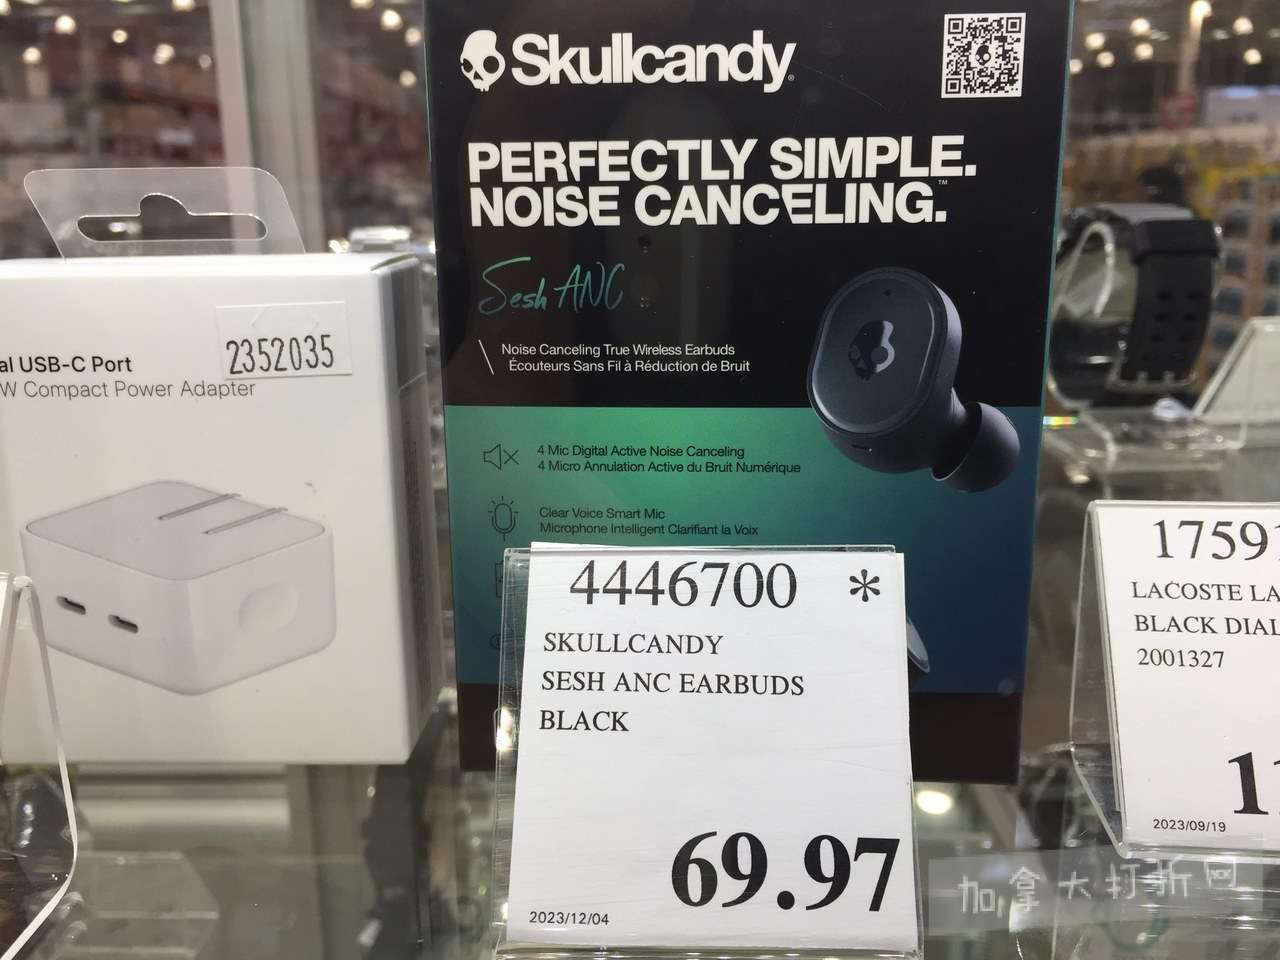 Skullcandy
PERFECTLY SIMPLE.
NOISE CANCELING.™
Sesh ANC
Noise Canceling True Wireless Earbuds
Écouteurs Sans Fil à Réduction de Bruit
4 Mic Digital Active Noise Canceling
4 Micro Annulation Active du Bruit Numérique
Clear Voice Smart Mic
Microphone Intelligent Clarifiant la Voix
2352035
al USB-C Port
W Compact Power Adapter
4446700 *
SKULLCANDY
SESH ANC EARBUDS
BLACK
69.97
2023/12/04
1759
LACOSTE LA
BLACK DIAL
2001327
1
2023/09/19
加拿大打折网